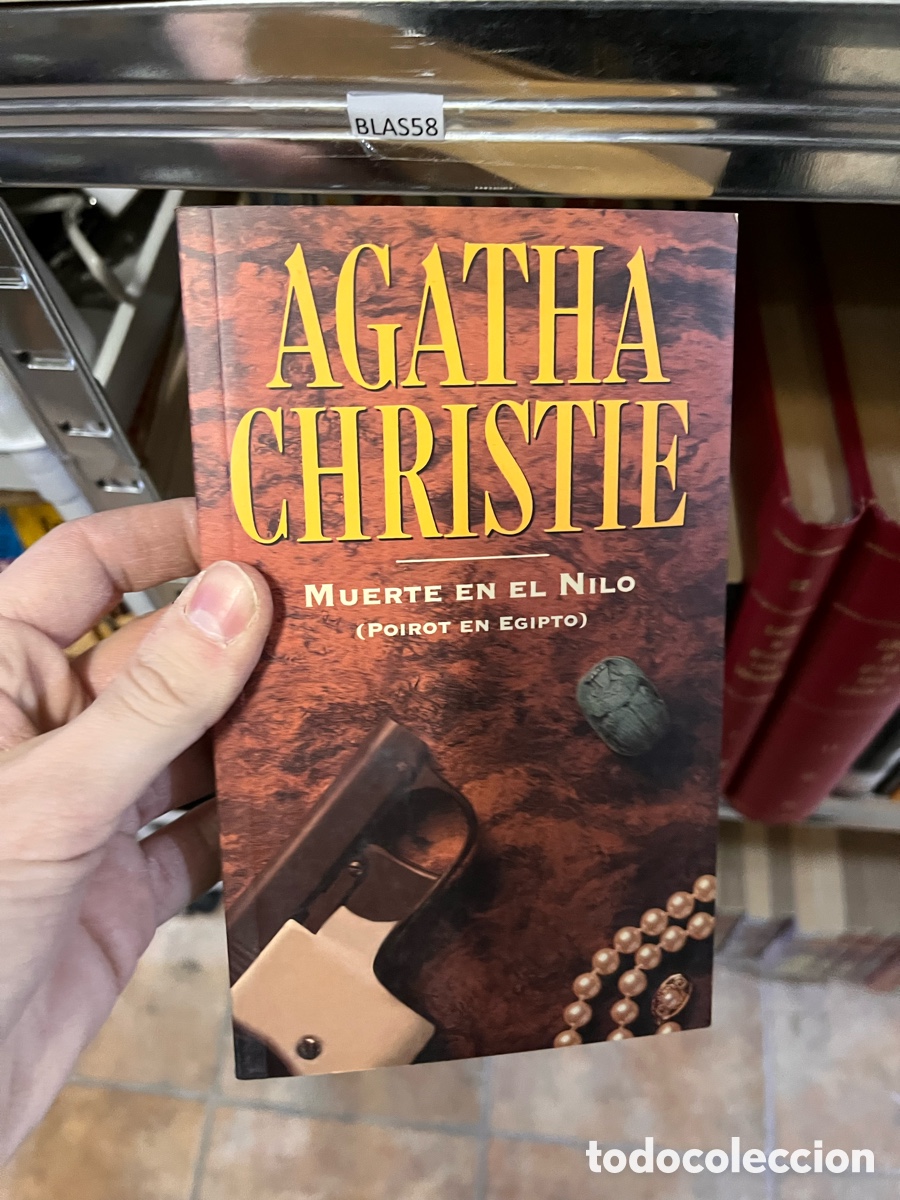 BLAS58
AGATHA
CHRISTIE
MUERTE EN EL NILO
(POIROT EN EGIPTO)
todocoleccion